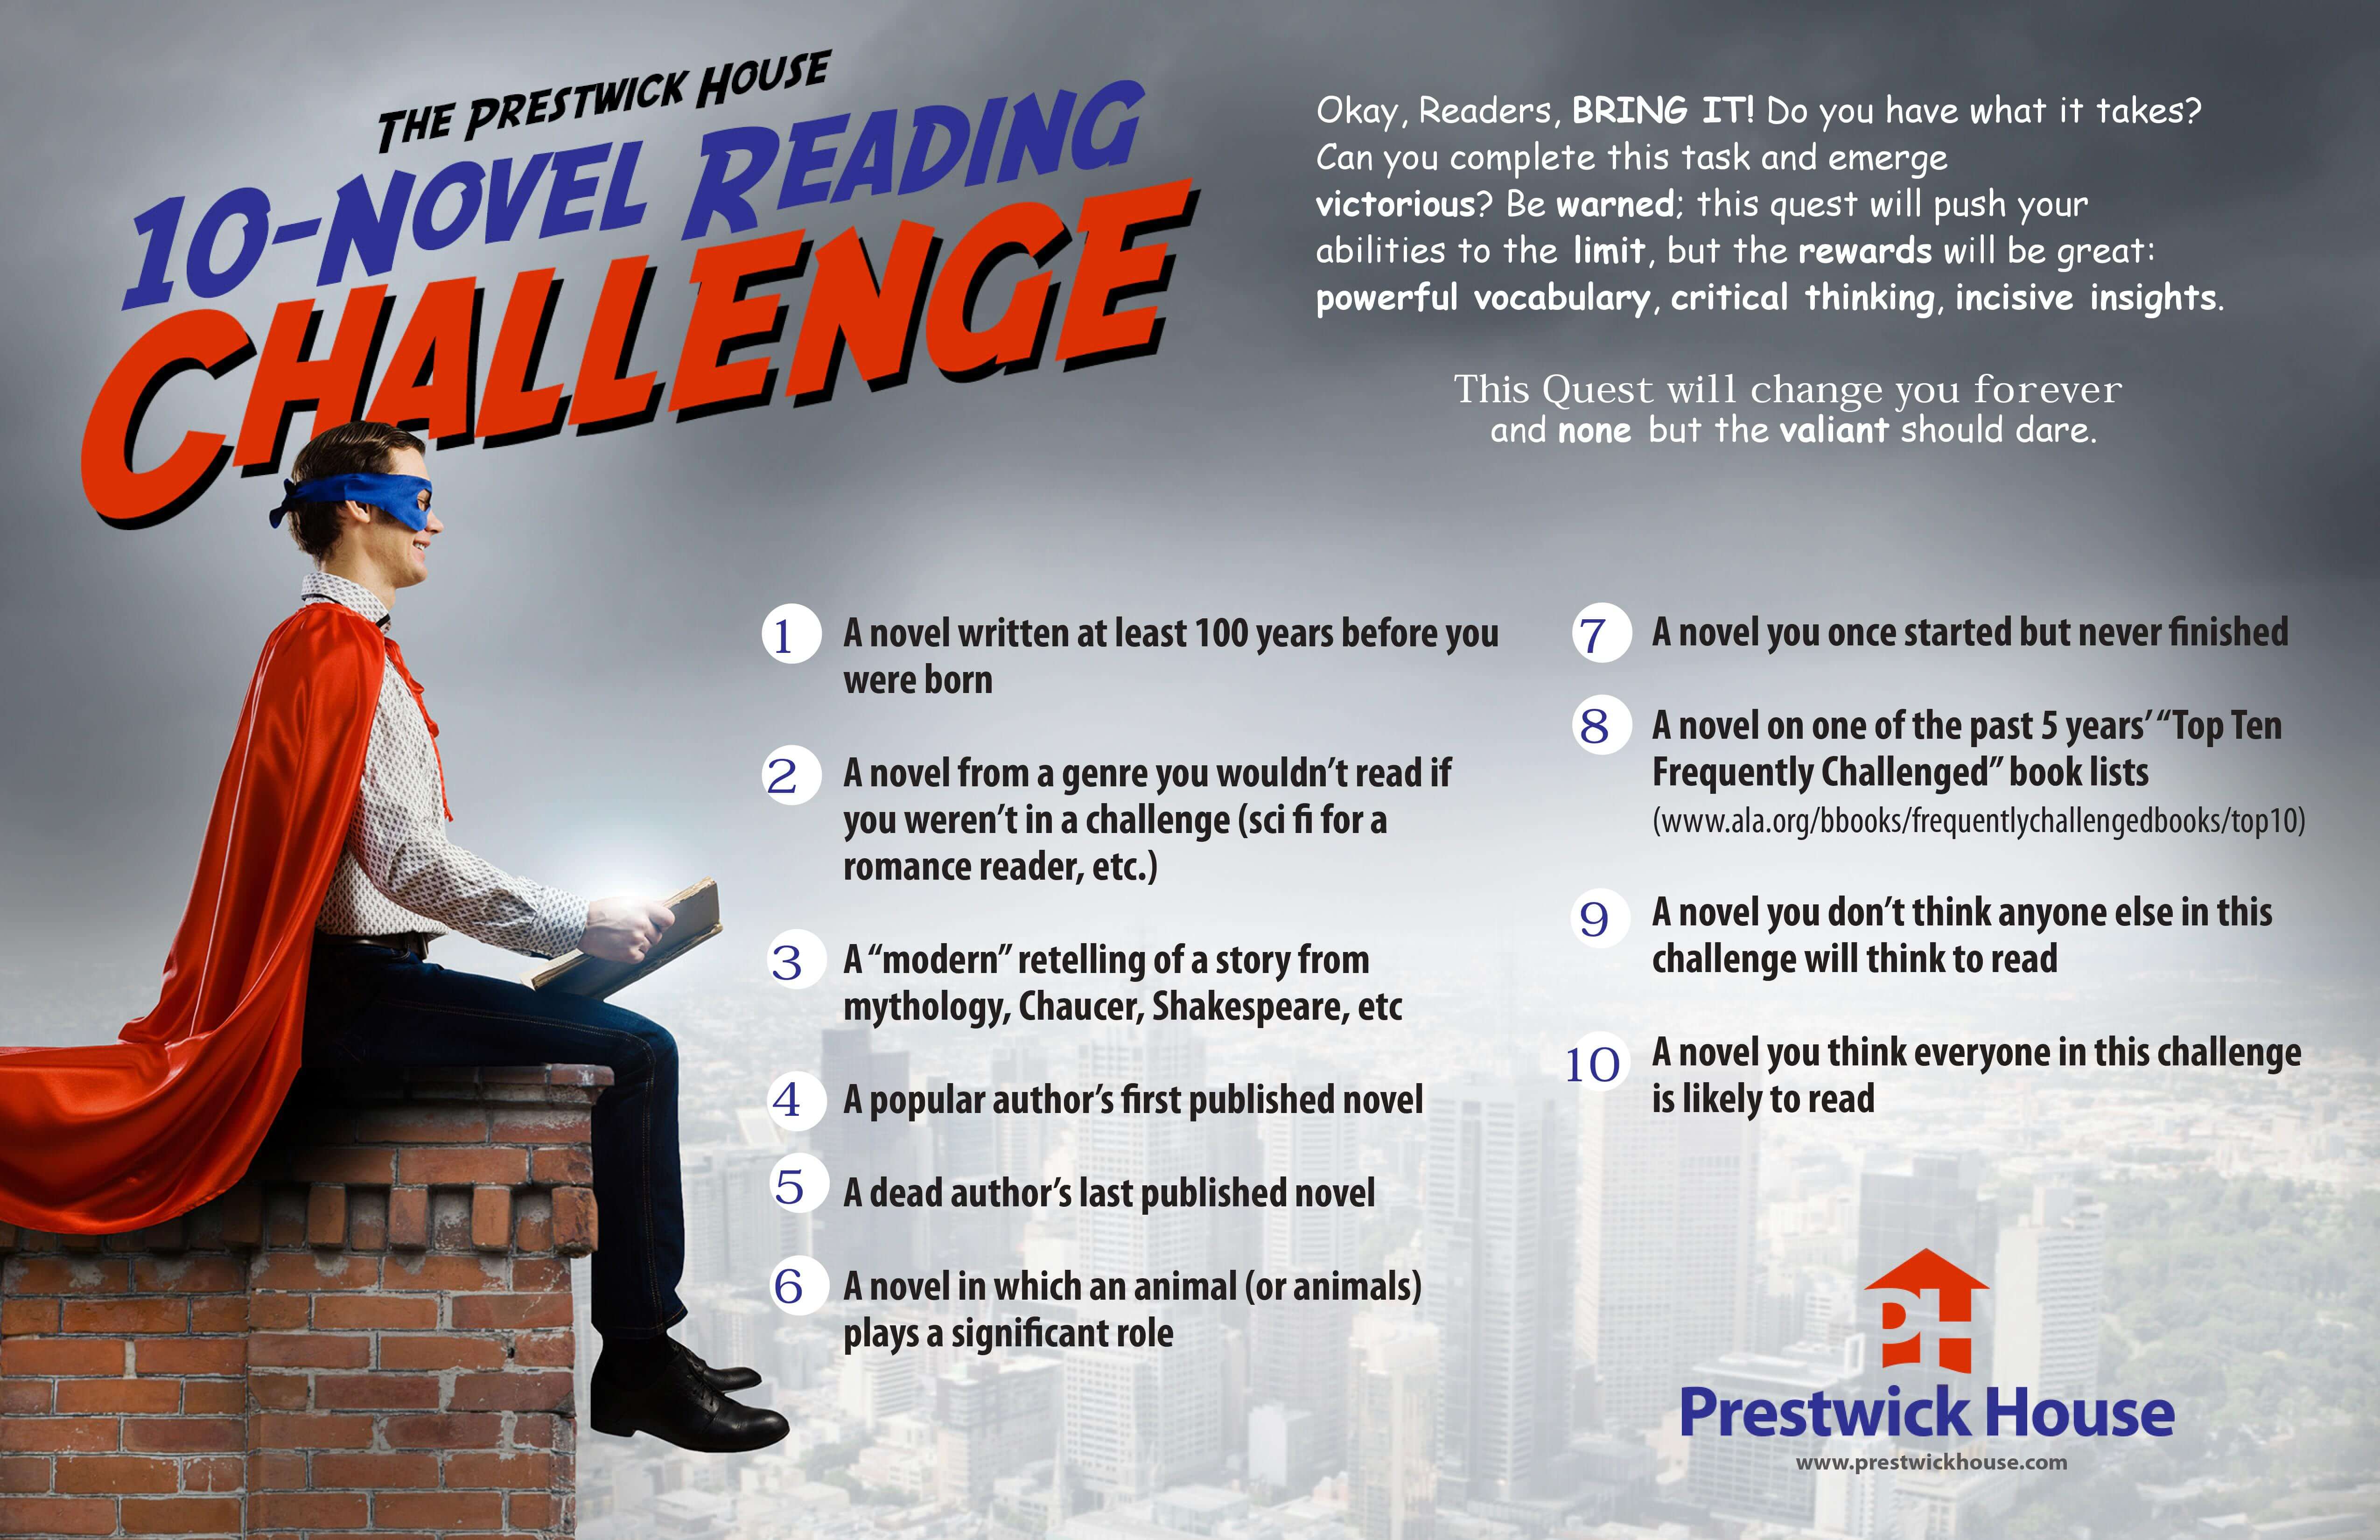 THE PRESTWICK HOUSE
10-NOVEL READING
CHALLENGE
Okay, Readers, BRING IT! Do you have what it takes?
Can you complete this task and emerge
victorious? Be warned; this quest will push your
abilities to the limit, but the rewards will be great:
powerful vocabulary, critical thinking, incisive insights.
This Quest will change you forever
and none but the valiant should dare.
1 A novel written at least 100 years before you
were born
2 A novel from a genre you wouldn't read if
you weren't in a challenge (sci fi for a
romance reader, etc.)
3 A “modern” retelling of a story from
mythology, Chaucer, Shakespeare, etc
4 A popular author's first published novel
5 A dead author's last published novel
6 A novel in which an animal (or animals)
plays a significant role
7 A novel you once started but never finished
8 A novel on one of the past 5 years’ “Top Ten
Frequently Challenged” book lists
(www.ala.org/bbooks/frequentlychallengedbooks/top10)
9 A novel you don't think anyone else in this
challenge will think to read
10 A novel you think everyone in this challenge
is likely to read
PH
Prestwick House
www.prestwickhouse.com